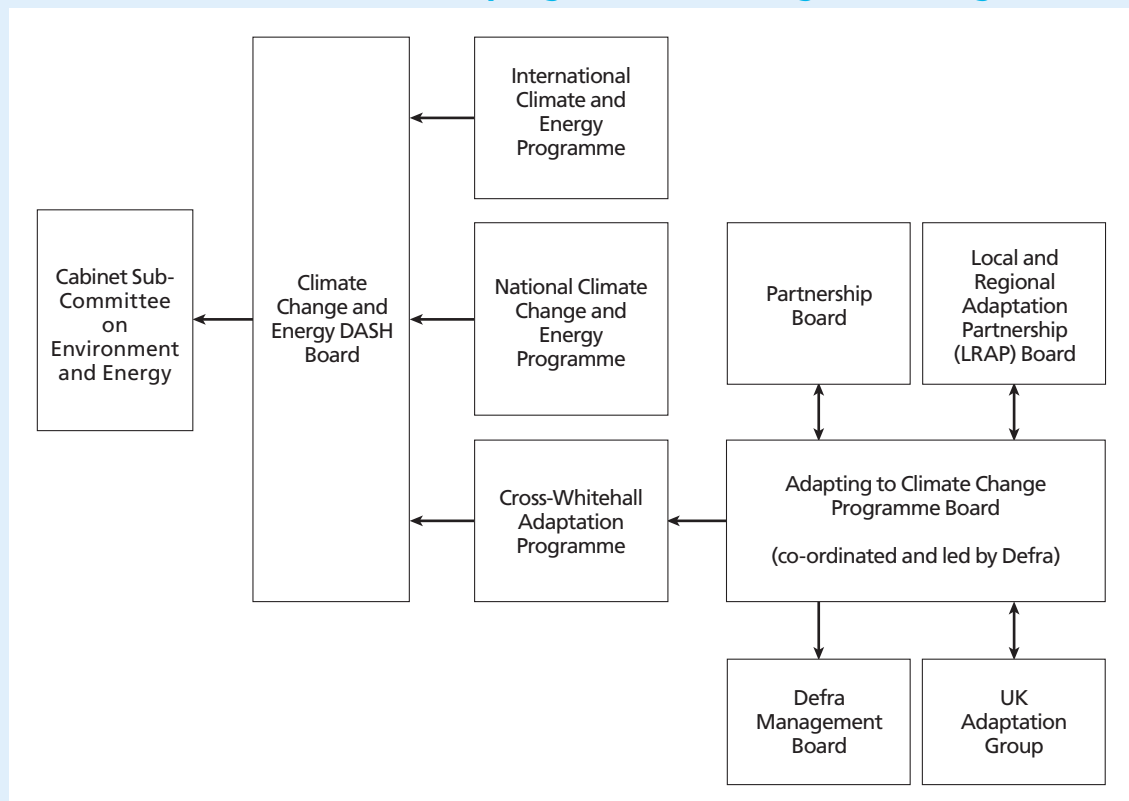 International
Climate and
Energy
Programme
Cabinet Sub-
Committee
on
Environment
and Energy
Climate
Change and
Energy DASH
Board
National Climate
Change and
Energy
Programme
Partnership
Board
Local and
Regional
Adaptation
Partnership
(LRAP) Board
Cross-Whitehall
Adaptation
Programme
Adapting to Climate Change
Programme Board
(co-ordinated and led by Defra)
Defra
Management
Board
UK
Adaptation
Group